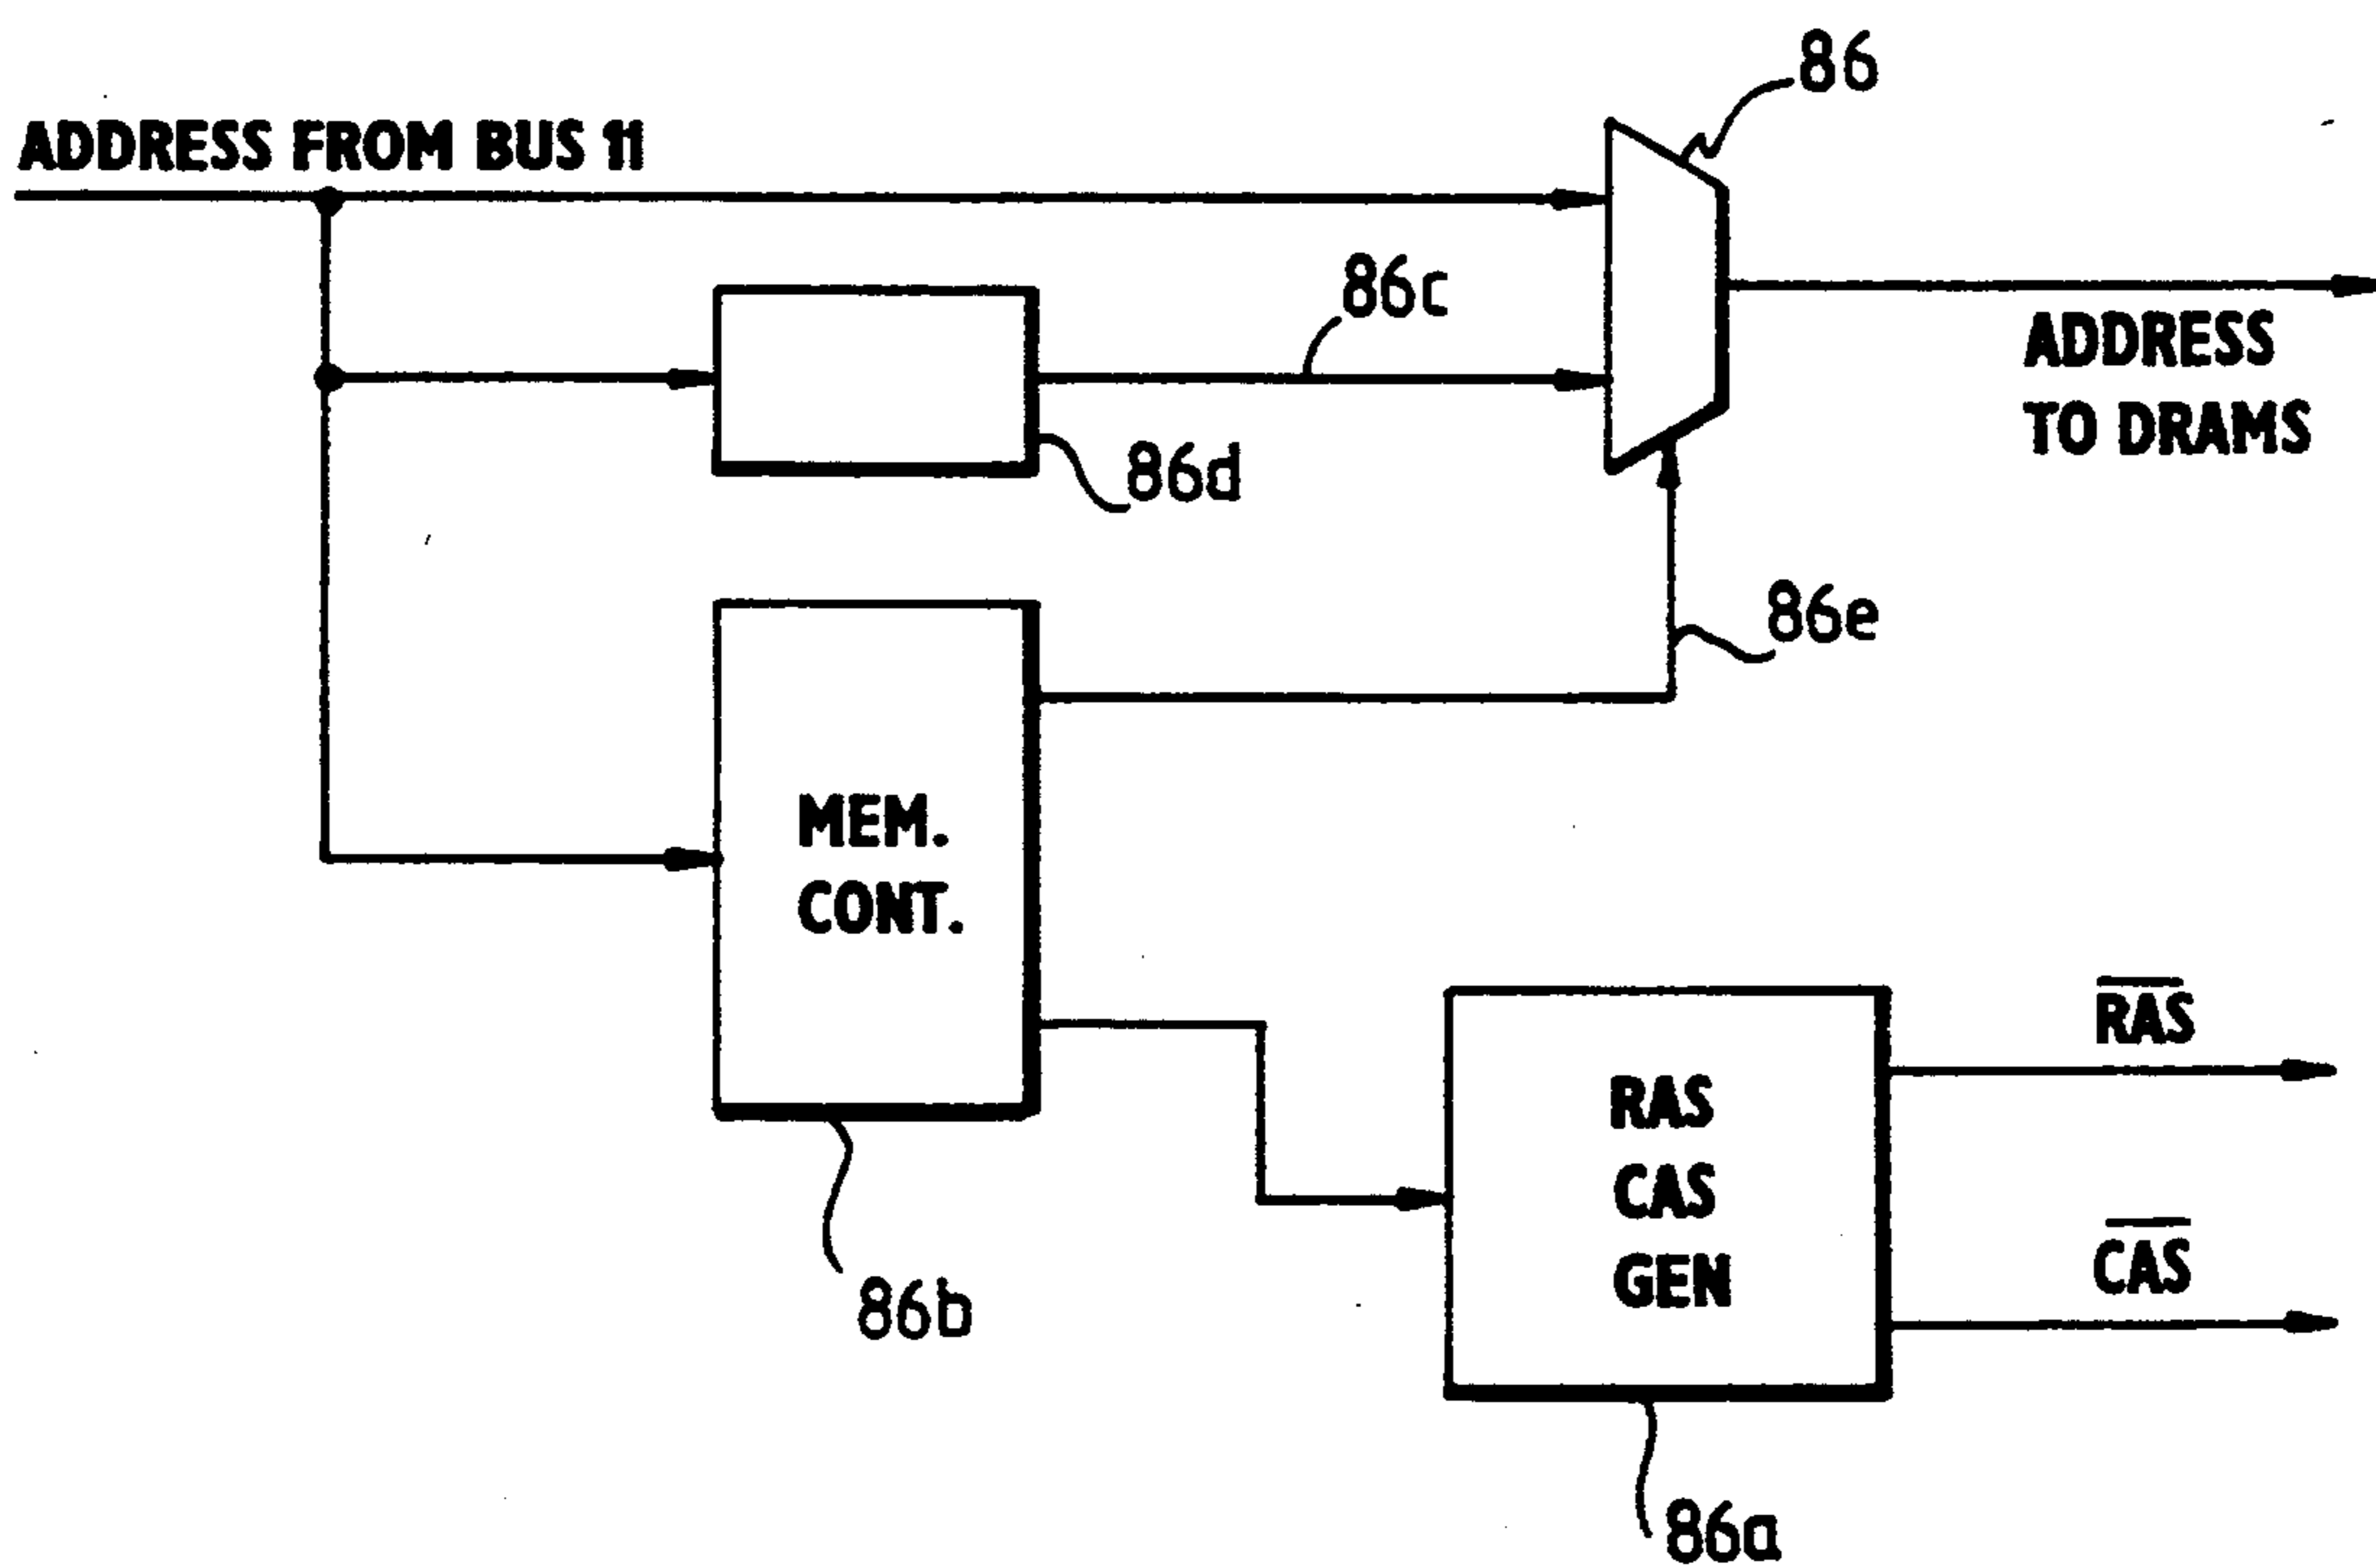 86
ADDRESS FROM BUS 11
86c
ADDRESS
TO DRAMS
86d
86e
MEM.
CONT.
RAS
RAS
CAS
GEN
CAS
86b
86a